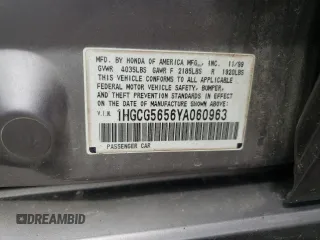 MFD. BY HONDA OF AMERICA MFG., INC. 11/99
GVWR 4035LBS GAWR F 2185LBS R 1920LBS
THIS VEHICLE CONFORMS TO ALL APPLICABLE
FEDERAL MOTOR VEHICLE SAFETY, BUMPER,
AND THEFT PREVENTION STANDARDS IN EFFECT
ON THE DATE OF MANUFACTURE SHOWN ABOVE.
V.I.N. 1HGCG5656YA060963
PASSENGER CAR
DREAMBID